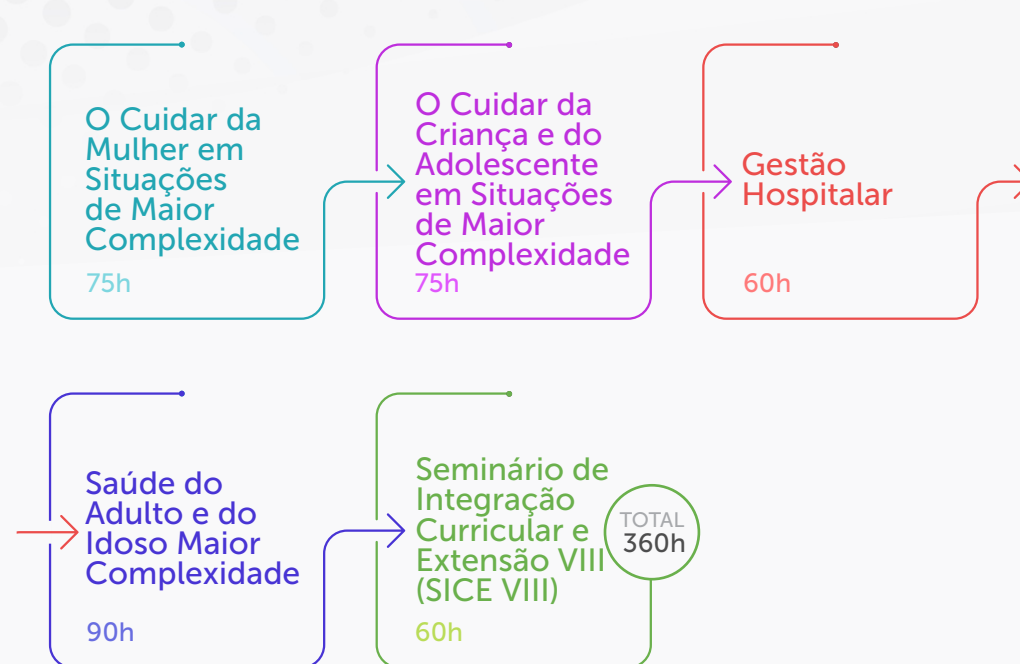 O Cuidar da
Mulher em
Situações
de Maior
Complexidade
75h
O Cuidar da
Criança e do
Adolescente
em Situações
de Maior
Complexidade
75h
Gestão
Hospitalar
60h
Saúde do
Adulto e do
Idoso Maior
Complexidade
90h
Seminário de
Integração
Curricular e
Extensão VIII
(SICE VIII)
60h
TOTAL
360h